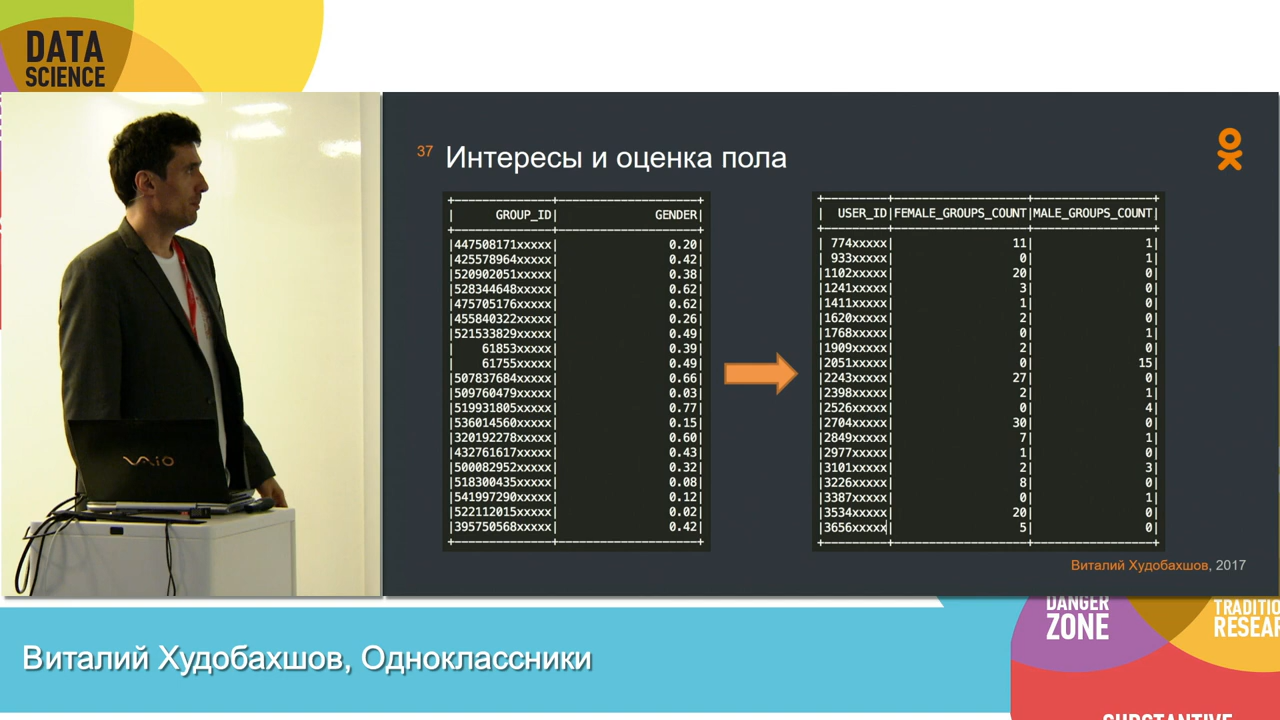 DATA
SCIENCE
37 Интересы и оценка пола
GROUP_ID| GENDER|
|447508171xxxxx| 0.20|
|425578964xxxxx| 0.42|
|520902051xxxxx| 0.38|
|528344648xxxxx| 0.62|
|475705176xxxxx| 0.62|
|455840322xxxxx| 0.26|
|521533829xxxxx| 0.49|
| 61853xxxxx| 0.39|
| 61755xxxxx| 0.49|
|507837684xxxxx| 0.66|
|509760479xxxxx| 0.03|
|519931805xxxxx| 0.77|
|536014560xxxxx| 0.15|
|320192278xxxxx| 0.60|
|432761617xxxxx| 0.43|
|500082952xxxxx| 0.32|
|518300435xxxxx| 0.08|
|541997290xxxxx| 0.12|
|522112015xxxxx| 0.02|
|395750568xxxxx| 0.42|
| USER_ID|FEMALE_GROUPS_COUNT|MALE_GROUPS_COUNT|
| 774xxxxx| 11| 1|
| 933xxxxx| 0| 1|
|1102xxxxx| 20| 0|
|1241xxxxx| 3| 0|
|1411xxxxx| 1| 0|
|1620xxxxx| 2| 0|
|1768xxxxx| 0| 1|
|1909xxxxx| 2| 0|
|2051xxxxx| 0| 15|
|2243xxxxx| 27| 0|
|2398xxxxx| 2| 1|
|2526xxxxx| 0| 4|
|2704xxxxx| 30| 0|
|2849xxxxx| 7| 1|
|2977xxxxx| 1| 0|
|3101xxxxx| 2| 3|
|3226xxxxx| 8| 0|
|3387xxxxx| 0| 1|
|3534xxxxx| 20| 0|
|3656xxxxx| 5| 0|
Виталий Худобахшов, 2017
VAIO
DANGER
ZONE
TRADITIO
RESEAR
Виталий Худобахшов, Одноклассники
SUBSTANTIVE